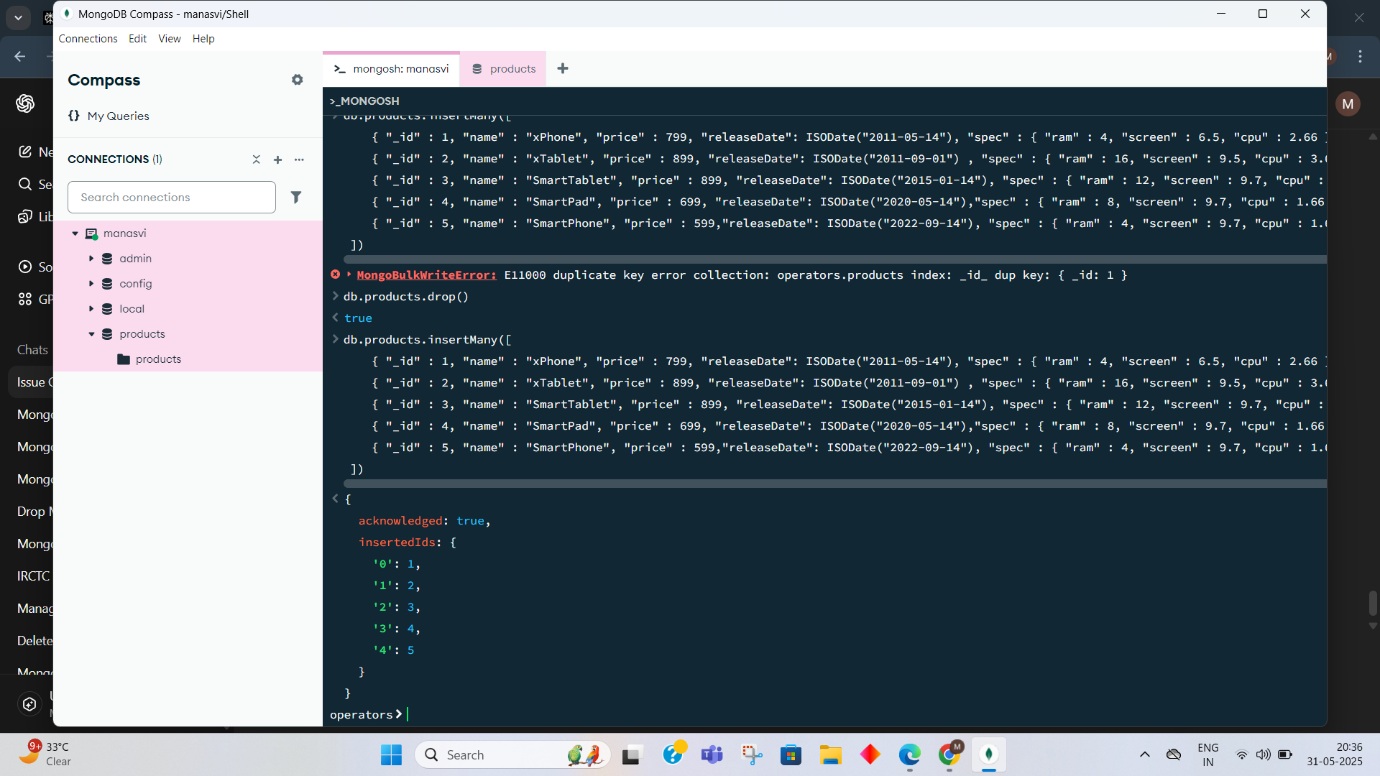 MongoDB Compass - manasvi/Shell
Connections Edit View Help
Compass
My Queries
CONNECTIONS (1)
Search connections
manasvi
admin
config
local
products
products
>_ mongosh: manasvi
products
>_MONGOSH
db.products.insertMany([
{ "_id" : 1, "name" : "xPhone", "price" : 799, "releaseDate": ISODate("2011-05-14"), "spec" : { "ram" : 4, "screen" : 6.5, "cpu" : 2.66 }
{ "_id" : 2, "name" : "xTablet", "price" : 899, "releaseDate": ISODate("2011-09-01") , "spec" : { "ram" : 16, "screen" : 9.5, "cpu" : 3.
{ "_id" : 3, "name" : "SmartTablet", "price" : 899, "releaseDate": ISODate("2015-01-14"), "spec" : { "ram" : 12, "screen" : 9.7, "cpu" :
{ "_id" : 4, "name" : "SmartPad", "price" : 699, "releaseDate": ISODate("2020-05-14"),"spec" : { "ram" : 8, "screen" : 9.7, "cpu" : 1.66
{ "_id" : 5, "name" : "SmartPhone", "price" : 599,"releaseDate": ISODate("2022-09-14"), "spec" : { "ram" : 4, "screen" : 9.7, "cpu" : 1.
])
MongoBulkWriteError: E11000 duplicate key error collection: operators.products index: _id_ dup key: { _id: 1 }
> db.products.drop()
< true
> db.products.insertMany([
{ "_id" : 1, "name" : "xPhone", "price" : 799, "releaseDate": ISODate("2011-05-14"), "spec" : { "ram" : 4, "screen" : 6.5, "cpu" : 2.66 }
{ "_id" : 2, "name" : "xTablet", "price" : 899, "releaseDate": ISODate("2011-09-01") , "spec" : { "ram" : 16, "screen" : 9.5, "cpu" : 3.
{ "_id" : 3, "name" : "SmartTablet", "price" : 899, "releaseDate": ISODate("2015-01-14"), "spec" : { "ram" : 12, "screen" : 9.7, "cpu" :
{ "_id" : 4, "name" : "SmartPad", "price" : 699, "releaseDate": ISODate("2020-05-14"),"spec" : { "ram" : 8, "screen" : 9.7, "cpu" : 1.66
{ "_id" : 5, "name" : "SmartPhone", "price" : 599,"releaseDate": ISODate("2022-09-14"), "spec" : { "ram" : 4, "screen" : 9.7, "cpu" : 1.
])
< {
acknowledged: true,
insertedIds: {
'0': 1,
'1': 2,
'2': 3,
'3': 4,
'4': 5
}
}
operators>
Chats
Issue
Drop
IRCTC
Delete
M
M
9+
33°C
Clear
Search
M
ENG
IN
20:36
31-05-2025